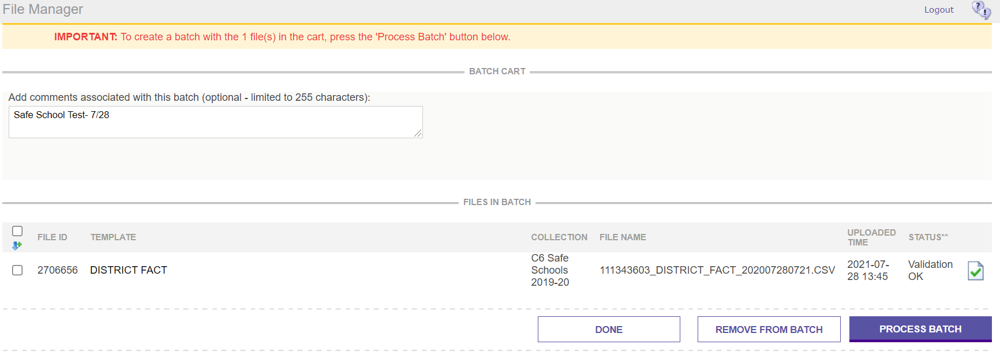 File Manager
Logout
IMPORTANT: To create a batch with the 1 file(s) in the cart, press the 'Process Batch' button below.
BATCH CART
Add comments associated with this batch (optional - limited to 255 characters):
Safe School Test- 7/28
FILES IN BATCH
FILE ID TEMPLATE COLLECTION FILE NAME UPLOADED TIME STATUS**
2706656 DISTRICT FACT C6 Safe Schools 2019-20 111343603_DISTRICT_FACT_202007280721.CSV 2021-07-28 13:45 Validation OK
DONE
REMOVE FROM BATCH
PROCESS BATCH